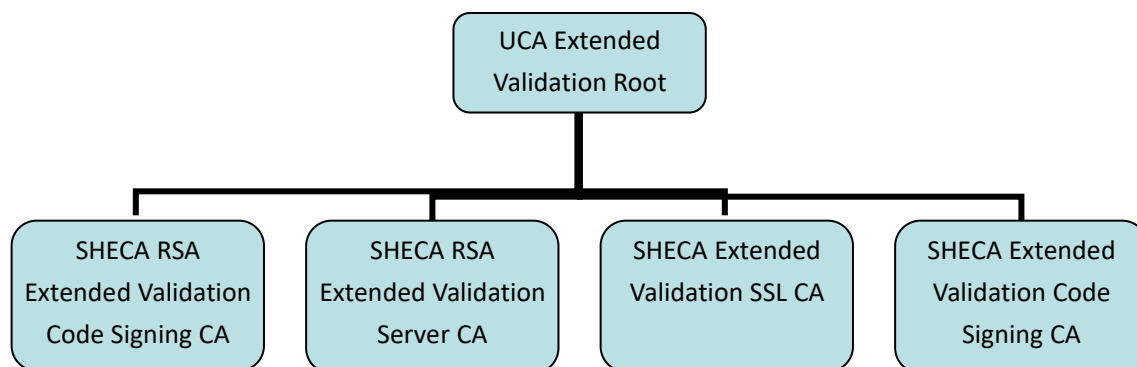 UCA Extended
Validation Root
SHECA RSA
Extended Validation
Code Signing CA
SHECA RSA
Extended Validation
Server CA
SHECA Extended
Validation SSL CA
SHECA Extended
Validation Code
Signing CA